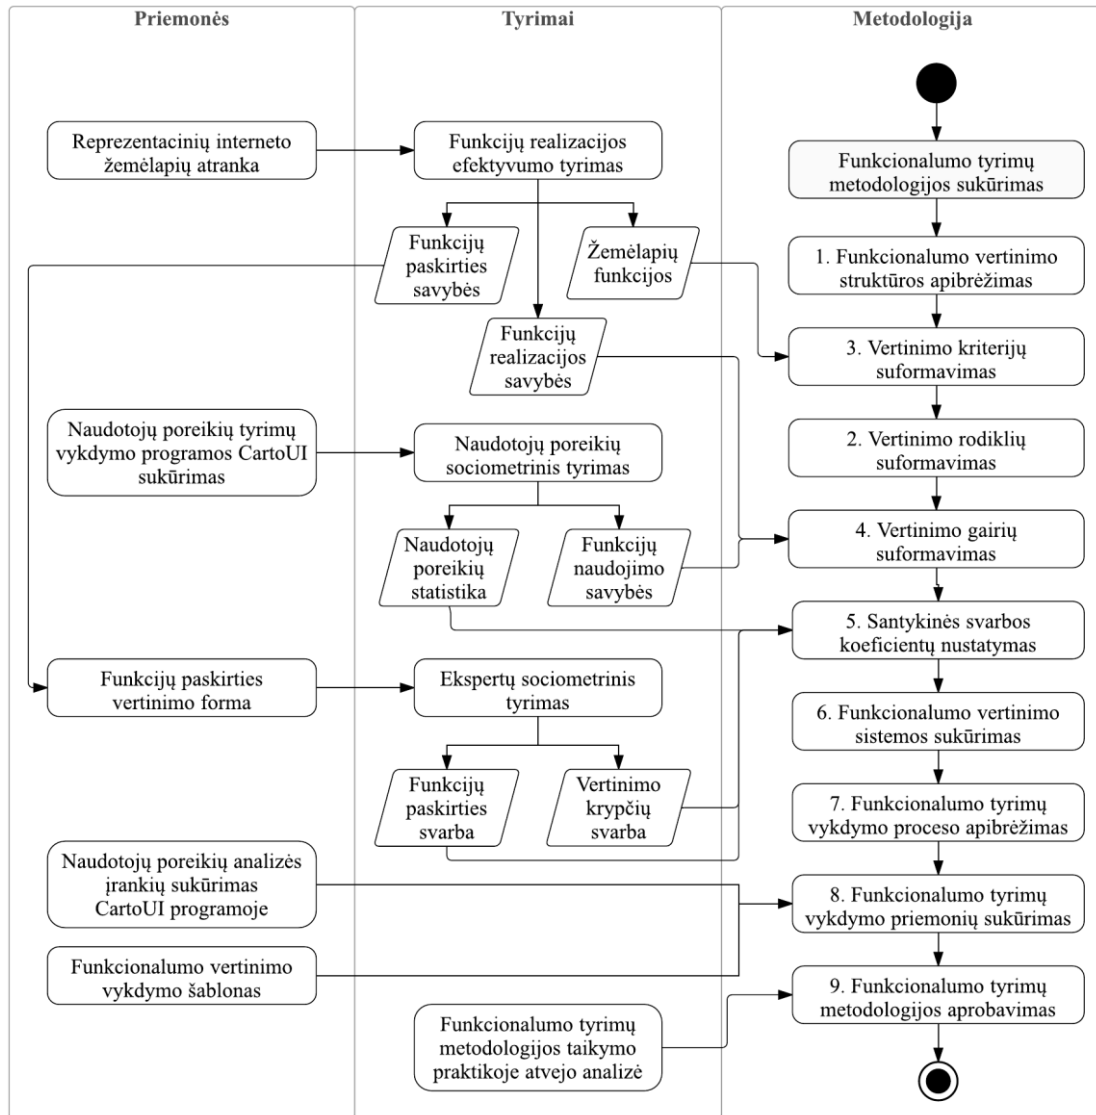 Priemonės
Tyrimai
Metodologija
Reprezentacinių interneto
žemėlapių atranka
Funkcijų realizacijos
efektyvumo tyrimas
Funkcionalumo tyrimų
metodologijos sukūrimas
Funkcijų
paskirties
savybės
Žemėlapių
funkcijos
1. Funkcionalumo vertinimo
struktūros apibrėžimas
Funkcijų
realizacijos
savybės
3. Vertinimo kriterijų
suformavimas
Naudotojų poreikių tyrimų
vykdymo programos CartoUI
sukūrimas
Naudotojų poreikių
sociometrinis tyrimas
2. Vertinimo rodiklių
suformavimas
Naudotojų
poreikių
statistika
Funkcijų
naudojimo
savybės
4. Vertinimo gairių
suformavimas
5. Santykinės svarbos
koeficientų nustatymas
Funkcijų paskirties
vertinimo forma
Ekspertų sociometrinis
tyrimas
6. Funkcionalumo vertinimo
sistemos sukūrimas
Funkcijų
paskirties
svarba
Vertinimo
krypčių
svarba
7. Funkcionalumo tyrimų
vykdymo proceso apibrėžimas
Naudotojų poreikių analizės
įrankių sukūrimas
CartoUI programoje
8. Funkcionalumo tyrimų
vykdymo priemonių sukūrimas
Funkcionalumo vertinimo
vykdymo šablonas
9. Funkcionalumo tyrimų
metodologijos aprobavimas
Funkcionalumo tyrimų
metodologijos taikymo
praktikoje atvejo analizė